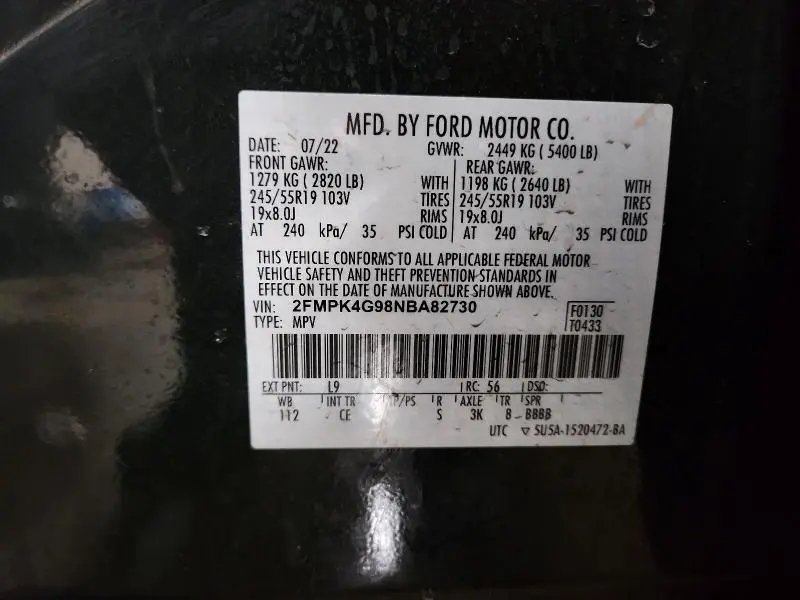 MFD. BY FORD MOTOR CO.
DATE: 07/22 GVWR: 2449 KG ( 5400 LB)
FRONT GAWR: REAR GAWR:
1279 KG ( 2820 LB) WITH 1198 KG ( 2640 LB) WITH
245/55R19 103V TIRES 245/55R19 103V TIRES
19x8.0J RIMS 19x8.0J RIMS
AT 240 kPa/ 35 PSI COLD AT 240 kPa/ 35 PSI COLD
THIS VEHICLE CONFORMS TO ALL APPLICABLE FEDERAL MOTOR
VEHICLE SAFETY AND THEFT PREVENTION STANDARDS IN
EFFECT ON THE DATE OF MANUFACTURE SHOWN ABOVE.
VIN: 2FMPK4G98NBA82730 F0130
TYPE: MPV T0433
EXT PNT: L9 RC: 56 DSO:
WB INT TR TP/PS R AXLE TR SPR
112 CE S 3K B BBBB
UTC ▽ 5U5A-1520472-BA